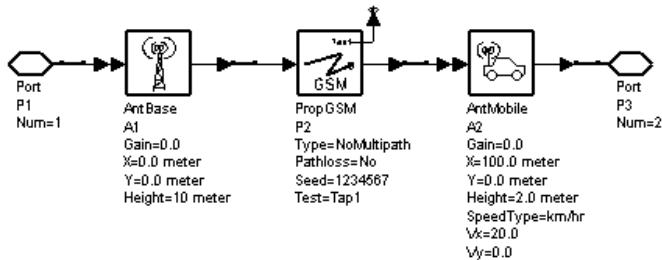 Test
GSM
Port
P1
Num=1
AntBase
A1
Gain=0.0
X=0.0 meter
Y=0.0 meter
Height=10 meter
PropGSM
P2
Type=NoMultipath
Pathloss=No
Seed=1234567
Test=Tap1
AntMobile
A2
Gain=0.0
X=100.0 meter
Y=0.0 meter
Height=2.0 meter
SpeedType=km/hr
Vx=20.0
Vy=0.0
Port
P3
Num=2